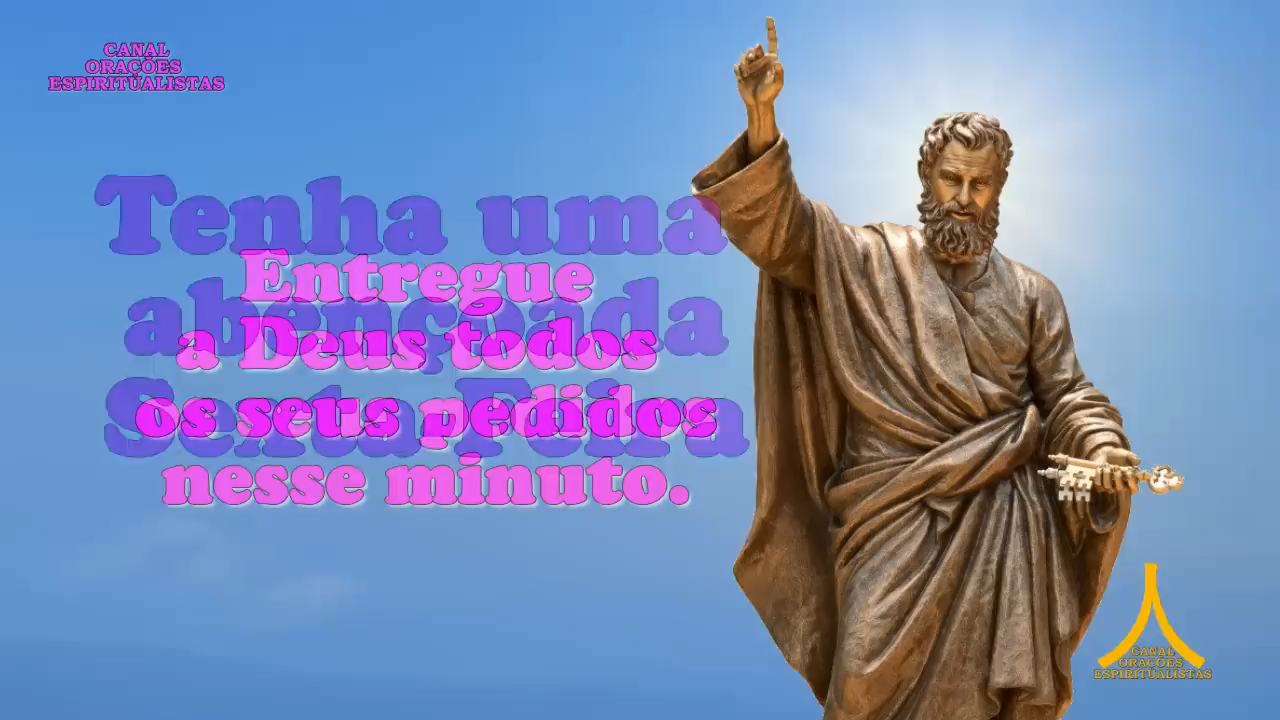 CANAL
ORAÇÕES
ESPIRITUALISTAS
Tenha uma
abençoada
Sexta-Feira
Entregue
a Deus todos
os seus pedidos
nesse minuto.
CANAL
ORAÇÕES
ESPIRITUALISTAS